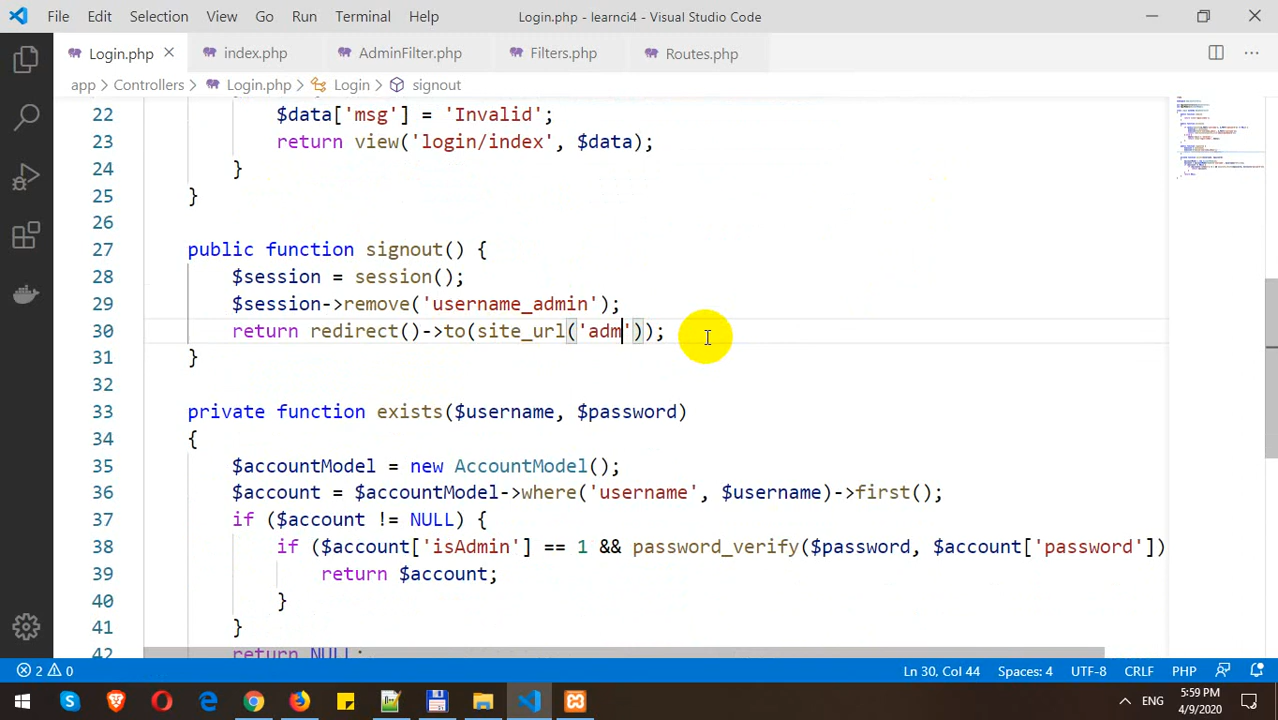 File Edit Selection View Go Run Terminal Help Login.php - learnci4 - Visual Studio Code
Login.php index.php AdminFilter.php Filters.php Routes.php
app > Controllers > Login.php > Login > signout
22 $data['msg'] = 'Invalid';
23 return view('login/index', $data);
24 }
25 }
26
27 public function signout() {
28 $session = session();
29 $session->remove('username_admin');
30 return redirect()->to(site_url('adm'));
31 }
32
33 private function exists($username, $password)
34 {
35 $accountModel = new AccountModel();
36 $account = $accountModel->where('username', $username)->first();
37 if ($account != NULL) {
38 if ($account['isAdmin'] == 1 && password_verify($password, $account['password'])
39 return $account;
40 }
41 }
42 return NULL;
2 0 Ln 30, Col 44 Spaces: 4 UTF-8 CRLF PHP
ENG 5:59 PM
4/9/2020